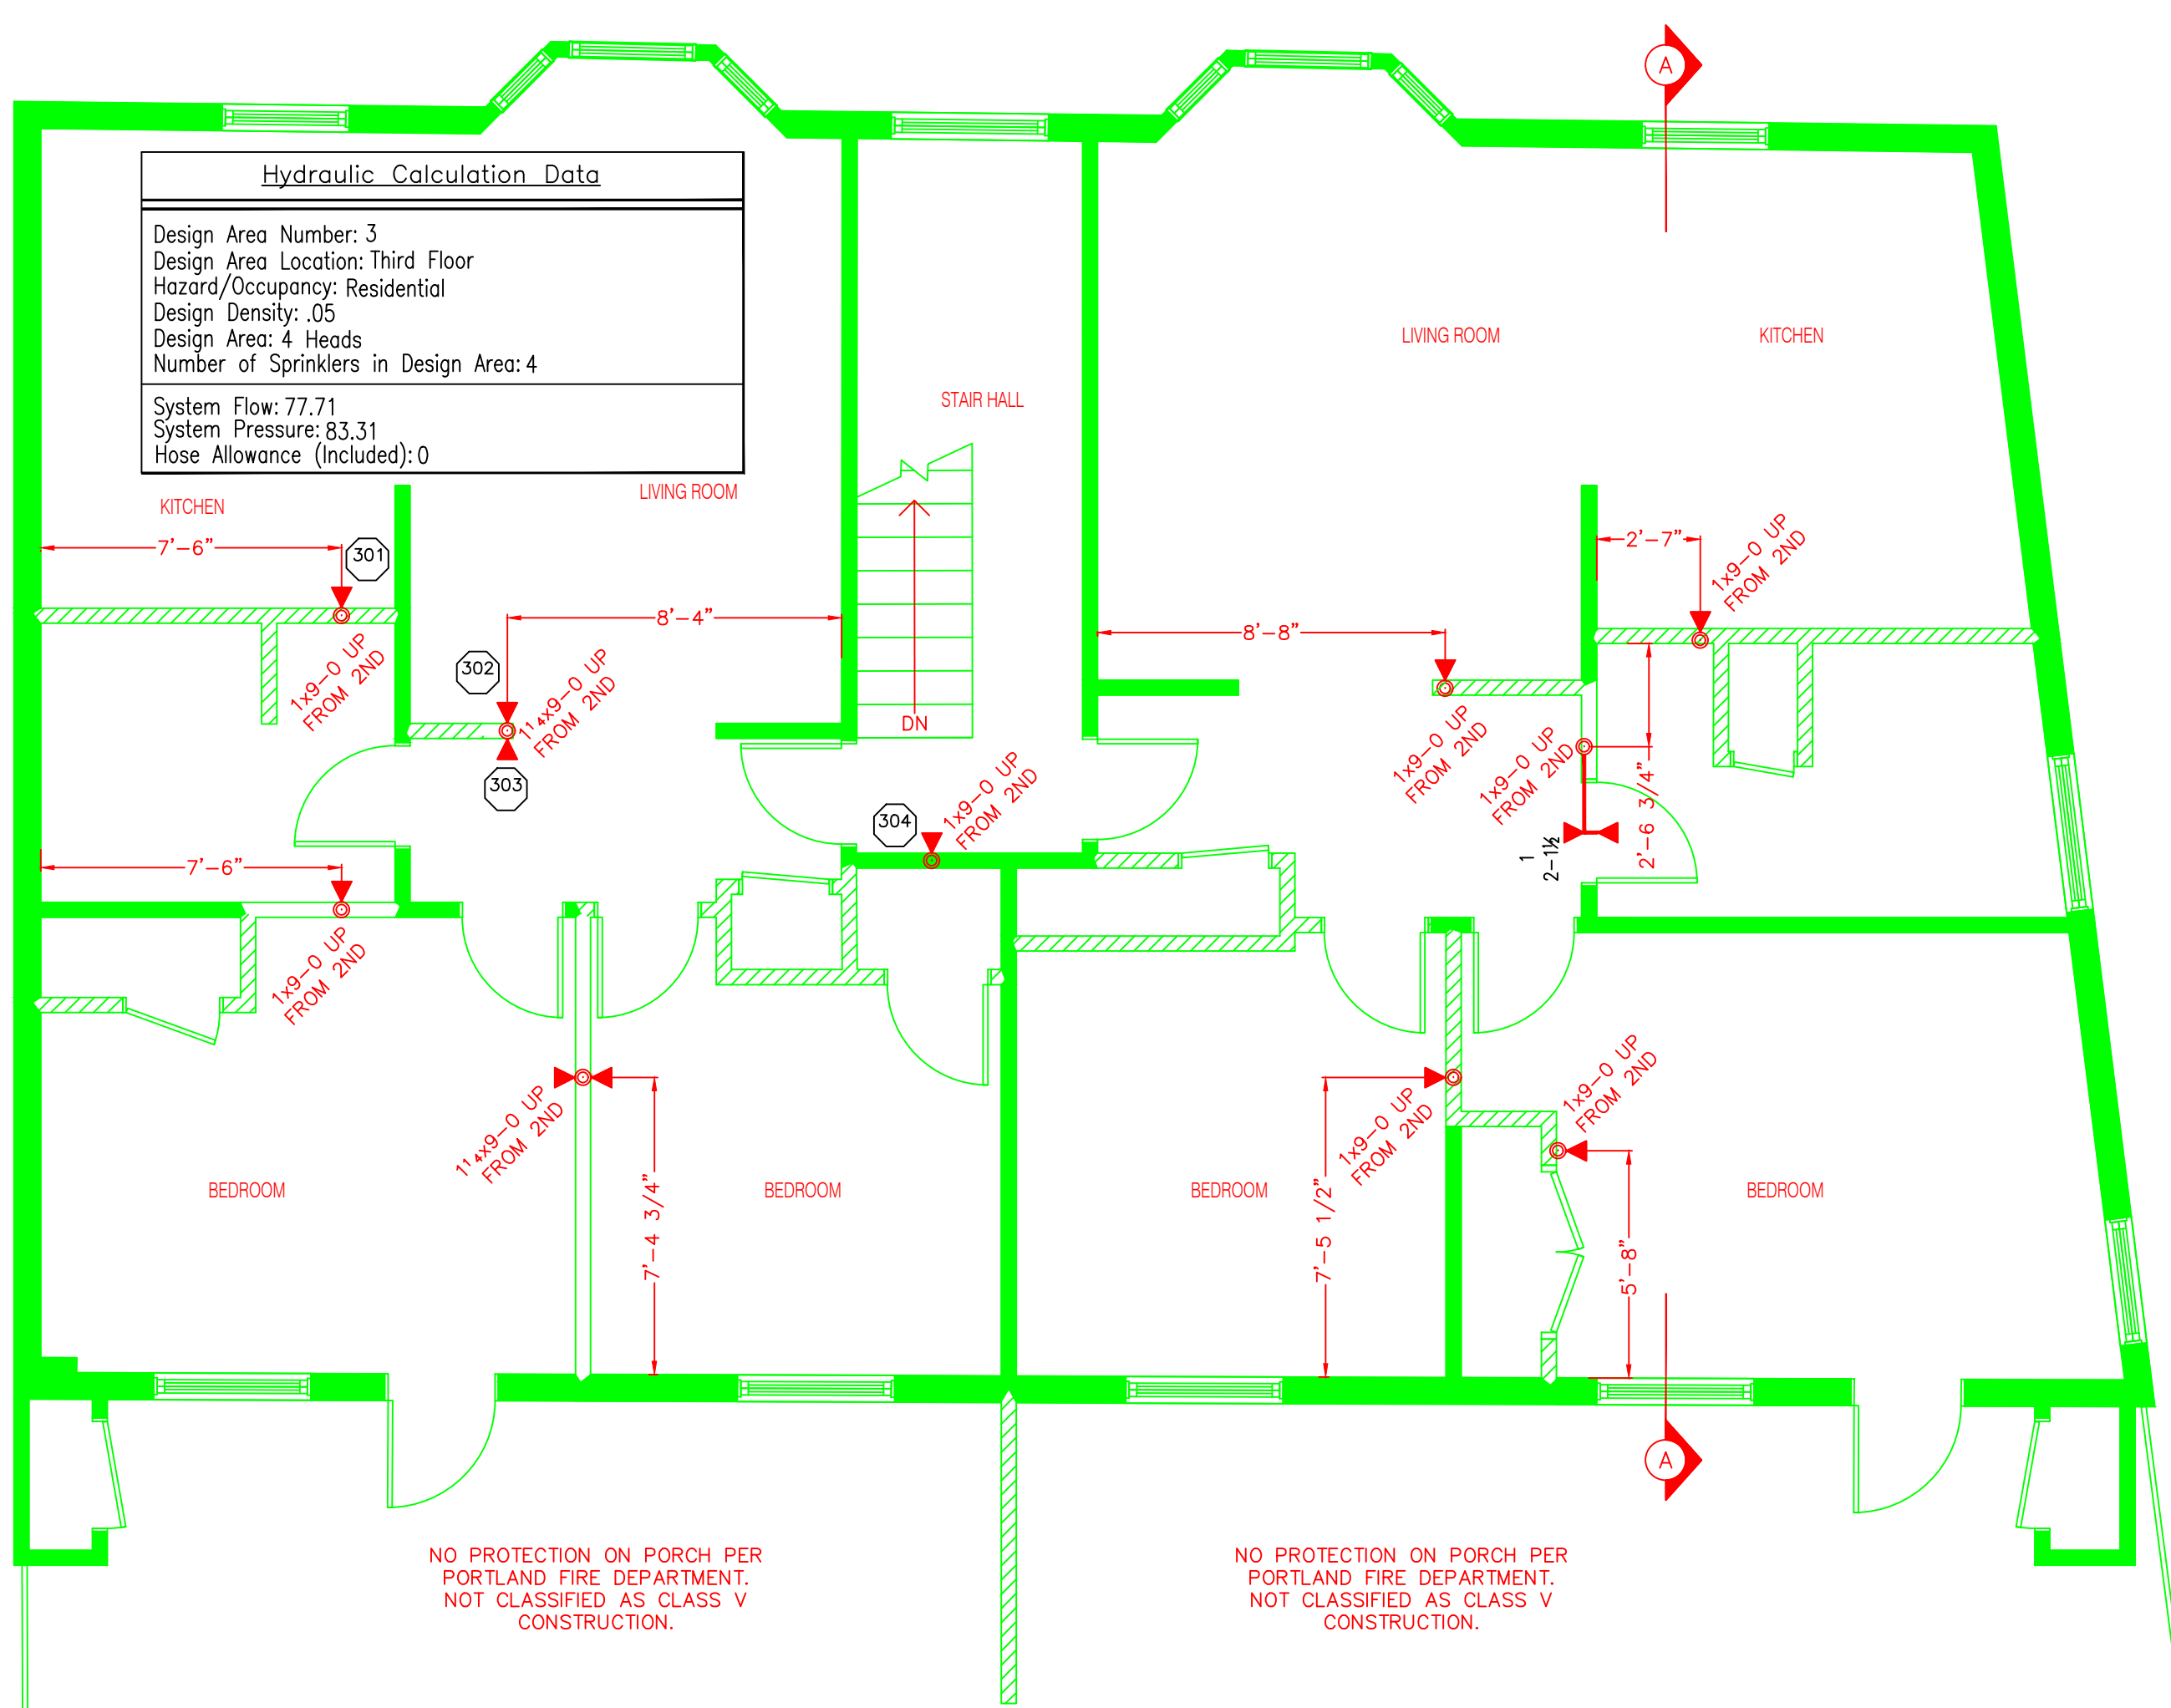 A
Hydraulic Calculation Data
Design Area Number: 3
Design Area Location: Third Floor
Hazard/Occupancy: Residential
Design Density: .05
Design Area: 4 Heads
Number of Sprinklers in Design Area: 4
System Flow: 77.71
System Pressure: 83.31
Hose Allowance (Included): 0
LIVING ROOM
KITCHEN
STAIR HALL
KITCHEN
LIVING ROOM
7'-6"
301
2'-7"
1x9-0 UP
FROM 2ND
8'-4"
8'-8"
302
1x9-0 UP
FROM 2ND
1¹⁄₄x9-0 UP
FROM 2ND
DN
303
1x9-0 UP
FROM 2ND
1x9-0 UP
FROM 2ND
2'-6 3/4"
304
1x9-0 UP
FROM 2ND
1
2-1½
7'-6"
1x9-0 UP
FROM 2ND
1¹⁄₄x9-0 UP
FROM 2ND
7'-4 3/4"
1x9-0 UP
FROM 2ND
7'-5 1/2"
1x9-0 UP
FROM 2ND
5'-8"
BEDROOM
BEDROOM
BEDROOM
BEDROOM
A
NO PROTECTION ON PORCH PER
PORTLAND FIRE DEPARTMENT.
NOT CLASSIFIED AS CLASS V
CONSTRUCTION.
NO PROTECTION ON PORCH PER
PORTLAND FIRE DEPARTMENT.
NOT CLASSIFIED AS CLASS V
CONSTRUCTION.